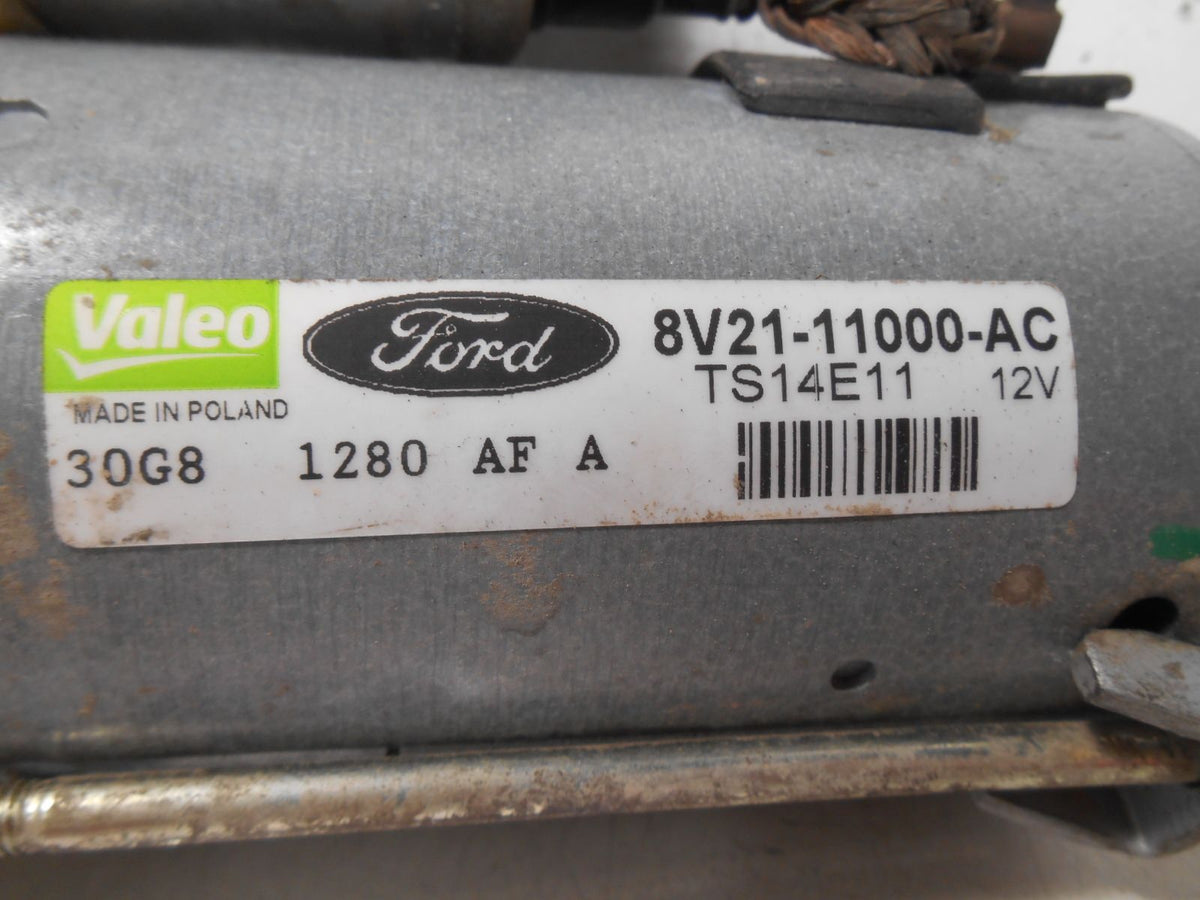 Valeo
Ford
8V21-11000-AC
TS14E11 12V
MADE IN POLAND
30G8 1280 AF A